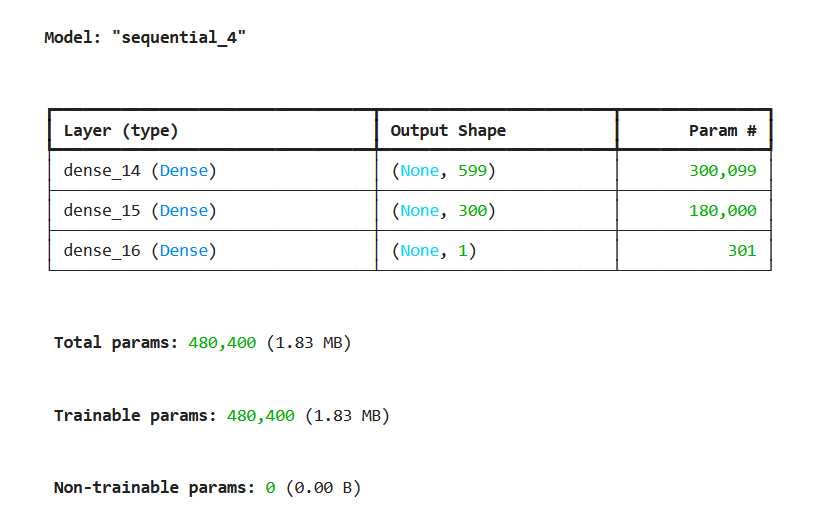 Model: "sequential_4"
Layer (type) Output Shape Param #
dense_14 (Dense) (None, 599) 300,099
dense_15 (Dense) (None, 300) 180,000
dense_16 (Dense) (None, 1) 301
Total params: 480,400 (1.83 MB)
Trainable params: 480,400 (1.83 MB)
Non-trainable params: 0 (0.00 B)